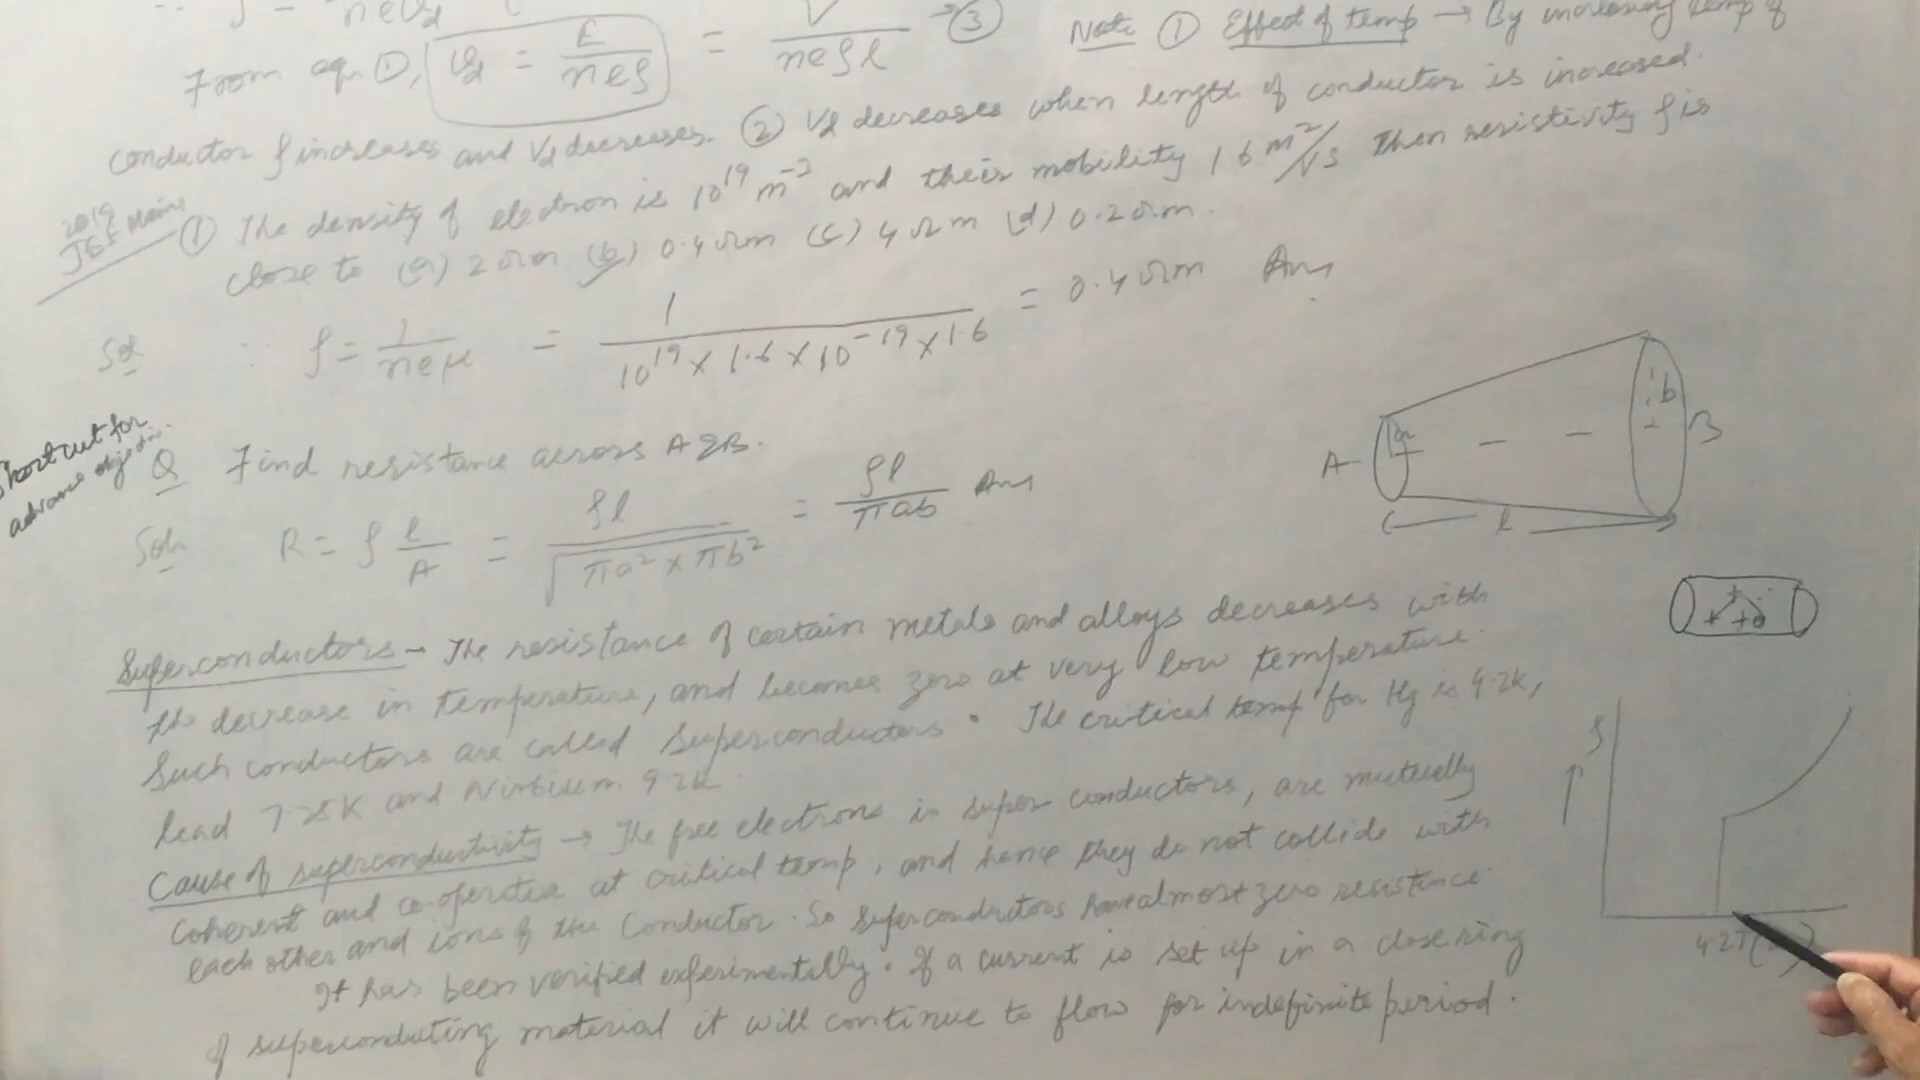 neVd
From eqn ①, Vd = E/neρ = V/neρl → ③ Note ① Effect of temp → By increasing temp of
conductor ρ increases and Vd decreases. ② Vd decreases when length of conductor is increased.
2019 JEE Mains
① The density of electron is 10^19 m^-3 and their mobility 1.6 m²/Vs Then resistivity ρ is
close to (a) 2 Ωm (b) 0.4 Ωm (c) 4 Ωm (d) 0.2 Ωm.
Sol ∵ ρ = 1/neμ = 1/(10^19 × 1.6 × 10^-19 × 1.6) = 0.4 Ωm Ans
Shortcut for
advance
Q Find resistance across A & B.
Soln R = ρ l/A = ρl/√(πa² × πb²) = ρl/πab Ans
A a b B
l
Superconductors → The resistance of certain metals and alloys decreases with
the decrease in temperature, and becomes zero at very low temperature.
Such conductors are called superconductors. The critical temp for Hg is 4.2K,
lead 7.25K and 9.2K
Cause of superconductivity → The free electrons in super conductors, are mutually
coherent and co-operative at critical temp, and hence they do not collide with
each other and ions of the conductor. So superconductors have almost zero resistence.
It has been verified experimentally. If a current is set up in a close ring
of superconducting material it will continue to flow for indefinite period.
ρ
4.2 T